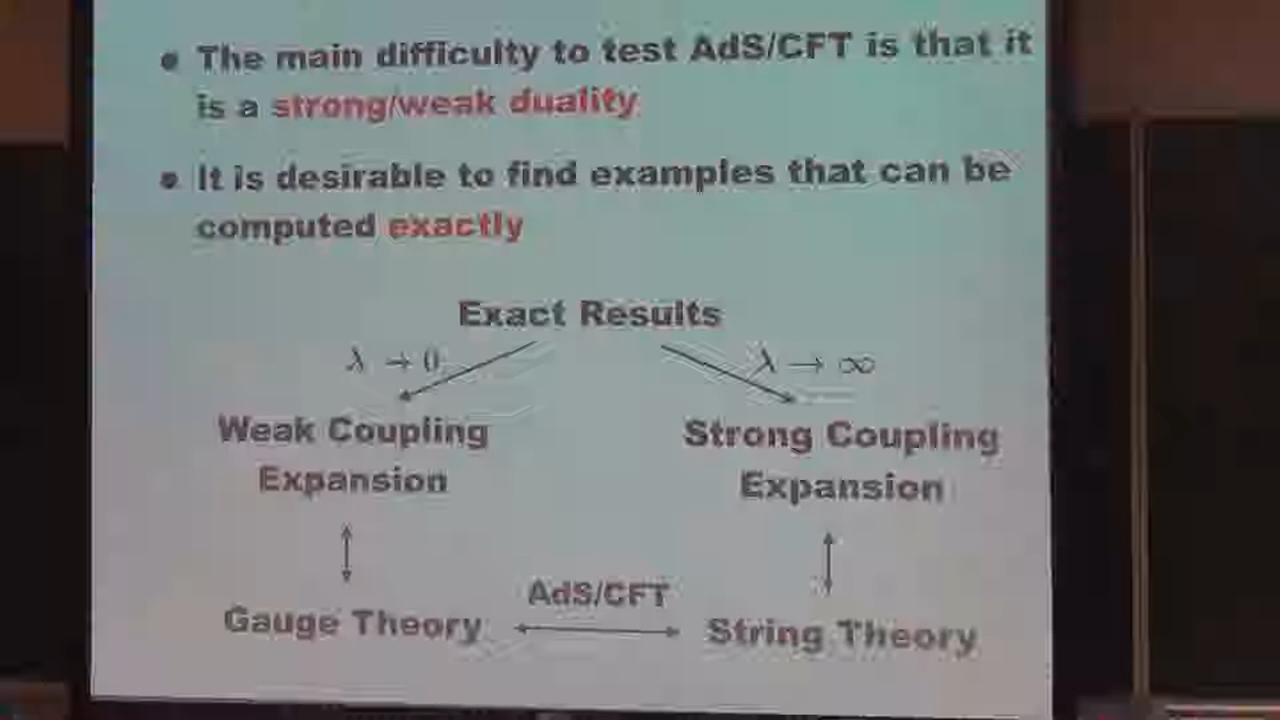 • The main difficulty to test AdS/CFT is that it
is a strong/weak duality
• It is desirable to find examples that can be
computed exactly
Exact Results
λ → 0
λ → ∞
Weak Coupling
Expansion
Strong Coupling
Expansion
AdS/CFT
Gauge Theory
String Theory